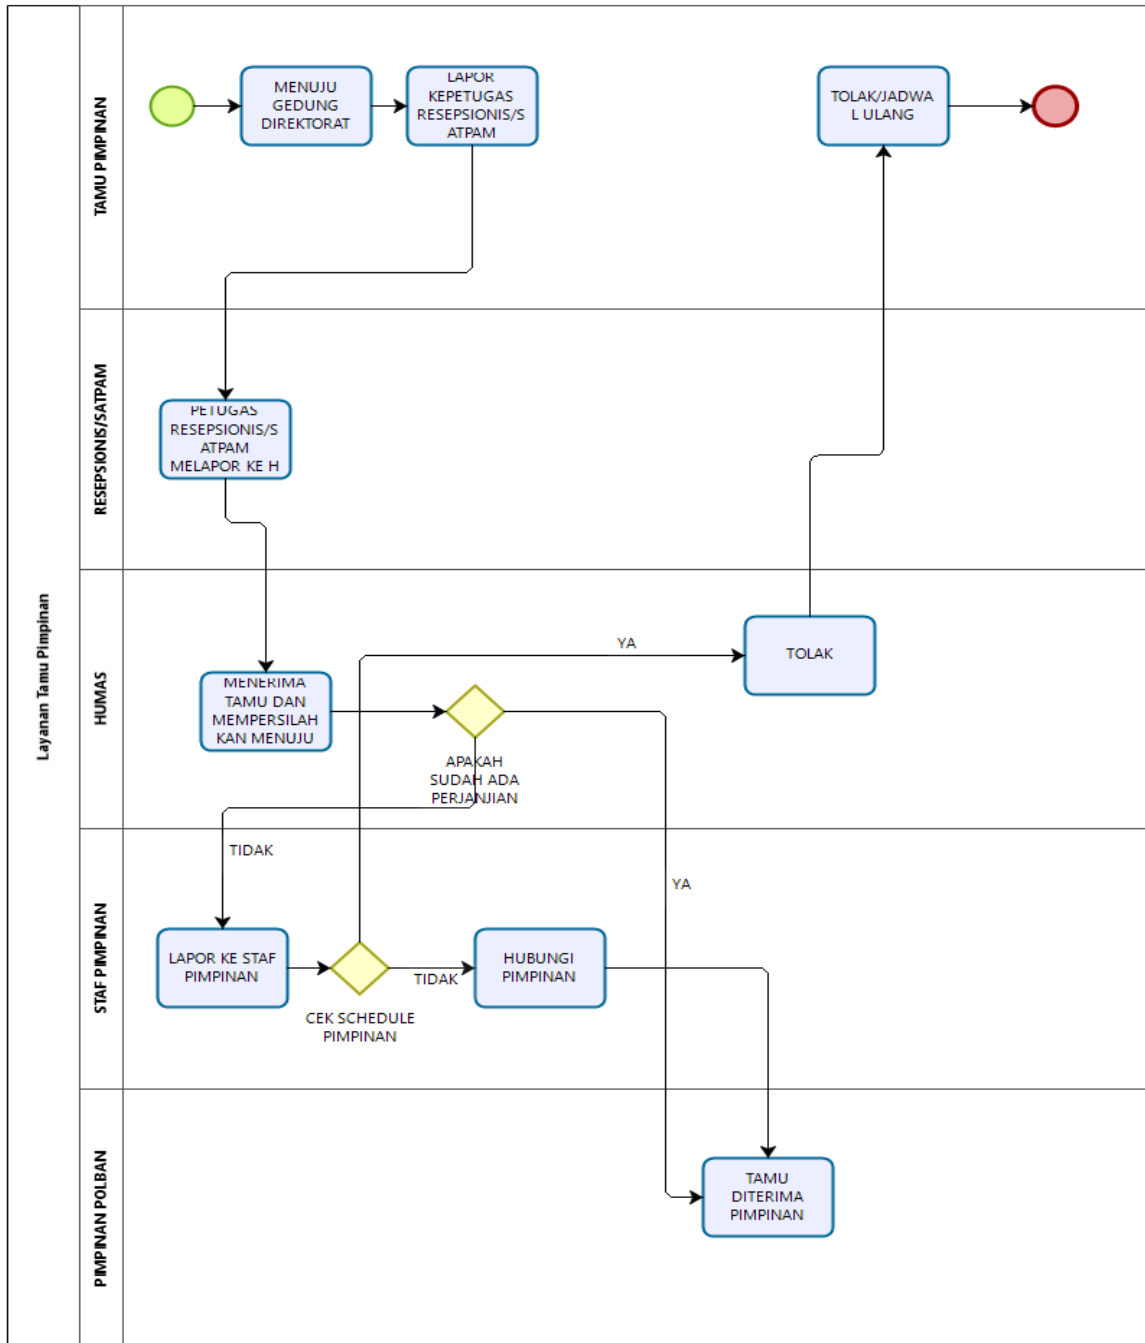 Layanan Tamu Pimpinan
TAMU PIMPINAN
MENUJU
GEDUNG
DIREKTORAT
LAPOR
KEPETUGAS
RESEPSIONIS/S
ATPAM
TOLAK/JADWA
L ULANG
RESEPSIONIS/SATPAM
PETUGAS
RESEPSIONIS/S
ATPAM
MELAPOR KE H
HUMAS
MENERIMA
TAMU DAN
MEMPERSILAH
KAN MENUJU
APAKAH
SUDAH ADA
PERJANJIAN
YA
TOLAK
STAF PIMPINAN
TIDAK
LAPOR KE STAF
PIMPINAN
CEK SCHEDULE
PIMPINAN
TIDAK
HUBUNGI
PIMPINAN
YA
PIMPINAN POLBAN
TAMU
DITERIMA
PIMPINAN